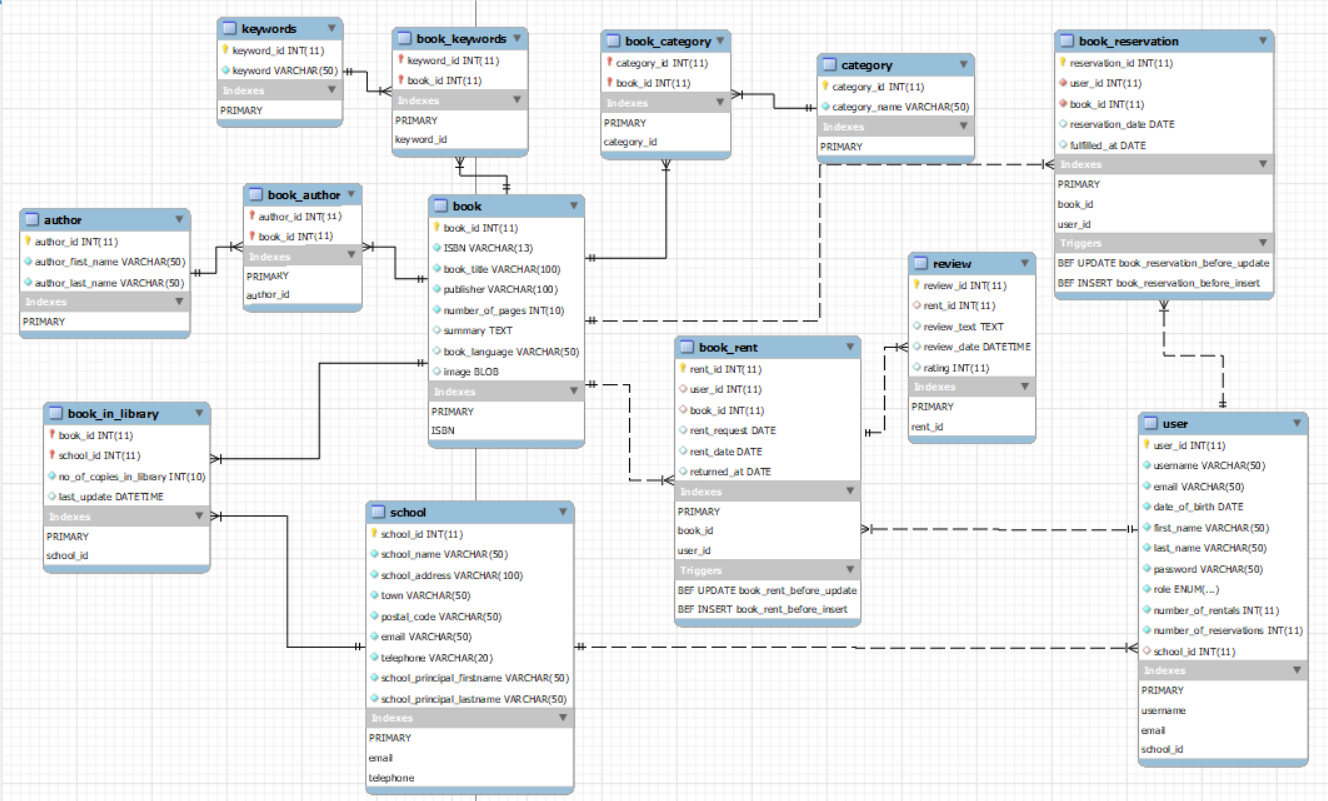 keywords
keyword_id INT(11)
keyword VARCHAR(50)
Indexes
PRIMARY
book_keywords
keyword_id INT(11)
book_id INT(11)
Indexes
PRIMARY
keyword_id
book_category
category_id INT(11)
book_id INT(11)
Indexes
PRIMARY
category_id
category
category_id INT(11)
category_name VARCHAR(50)
Indexes
PRIMARY
book_reservation
reservation_id INT(11)
user_id INT(11)
book_id INT(11)
reservation_date DATE
fulfilled_at DATE
Indexes
PRIMARY
book_id
user_id
Triggers
BEF UPDATE book_reservation_before_update
BEF INSERT book_reservation_before_insert
author
author_id INT(11)
author_first_name VARCHAR(50)
author_last_name VARCHAR(50)
Indexes
PRIMARY
book_author
author_id INT(11)
book_id INT(11)
Indexes
PRIMARY
author_id
book
book_id INT(11)
ISBN VARCHAR(13)
book_title VARCHAR(100)
publisher VARCHAR(100)
number_of_pages INT(10)
summary TEXT
book_language VARCHAR(50)
image BLOB
Indexes
PRIMARY
ISBN
review
review_id INT(11)
rent_id INT(11)
review_text TEXT
review_date DATETIME
rating INT(11)
Indexes
PRIMARY
rent_id
book_rent
rent_id INT(11)
user_id INT(11)
book_id INT(11)
rent_request DATE
rent_date DATE
returned_at DATE
Indexes
PRIMARY
book_id
user_id
Triggers
BEF UPDATE book_rent_before_update
BEF INSERT book_rent_before_insert
book_in_library
book_id INT(11)
school_id INT(11)
no_of_copies_in_library INT(10)
last_update DATETIME
Indexes
PRIMARY
school_id
school
school_id INT(11)
school_name VARCHAR(50)
school_address VARCHAR(100)
town VARCHAR(50)
postal_code VARCHAR(50)
email VARCHAR(50)
telephone VARCHAR(20)
school_principal_firstname VARCHAR(50)
school_principal_lastname VARCHAR(50)
Indexes
PRIMARY
email
telephone
user
user_id INT(11)
username VARCHAR(50)
email VARCHAR(50)
date_of_birth DATE
first_name VARCHAR(50)
last_name VARCHAR(50)
password VARCHAR(50)
role ENUM(...)
number_of_rentals INT(11)
number_of_reservations INT(11)
school_id INT(11)
Indexes
PRIMARY
username
email
school_id